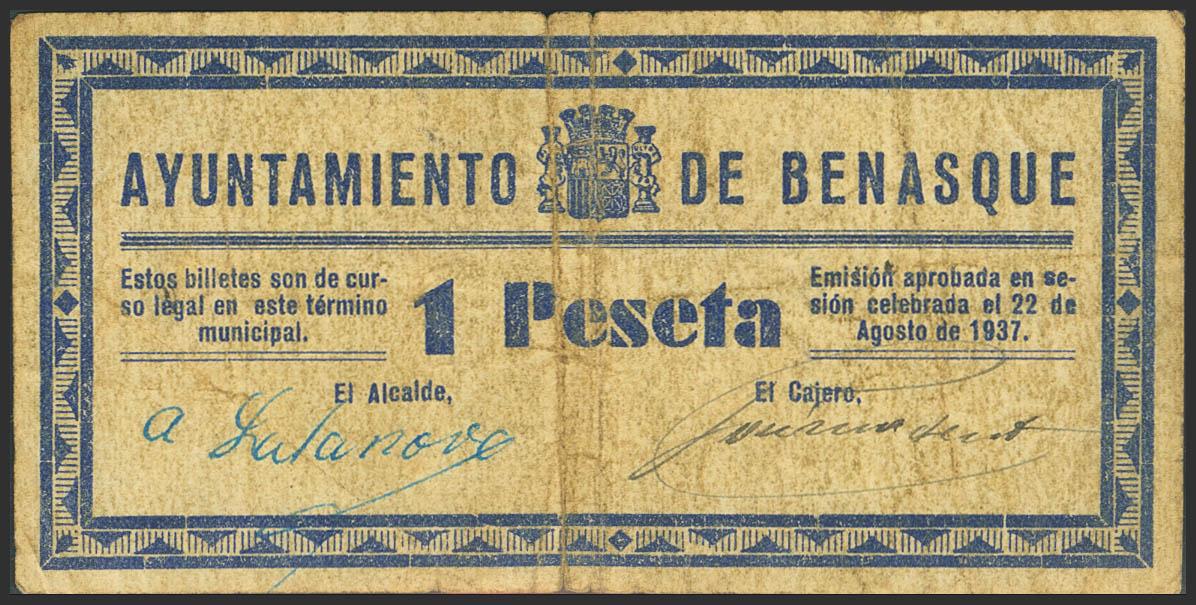 AYUNTAMIENTO DE BENASQUE
Estos billetes son de cur-
so legal en este término
municipal.
1 Peseta
Emisión aprobada en se-
sión celebrada el 22 de
Agosto de 1937.
El Alcalde,
El Cajero,